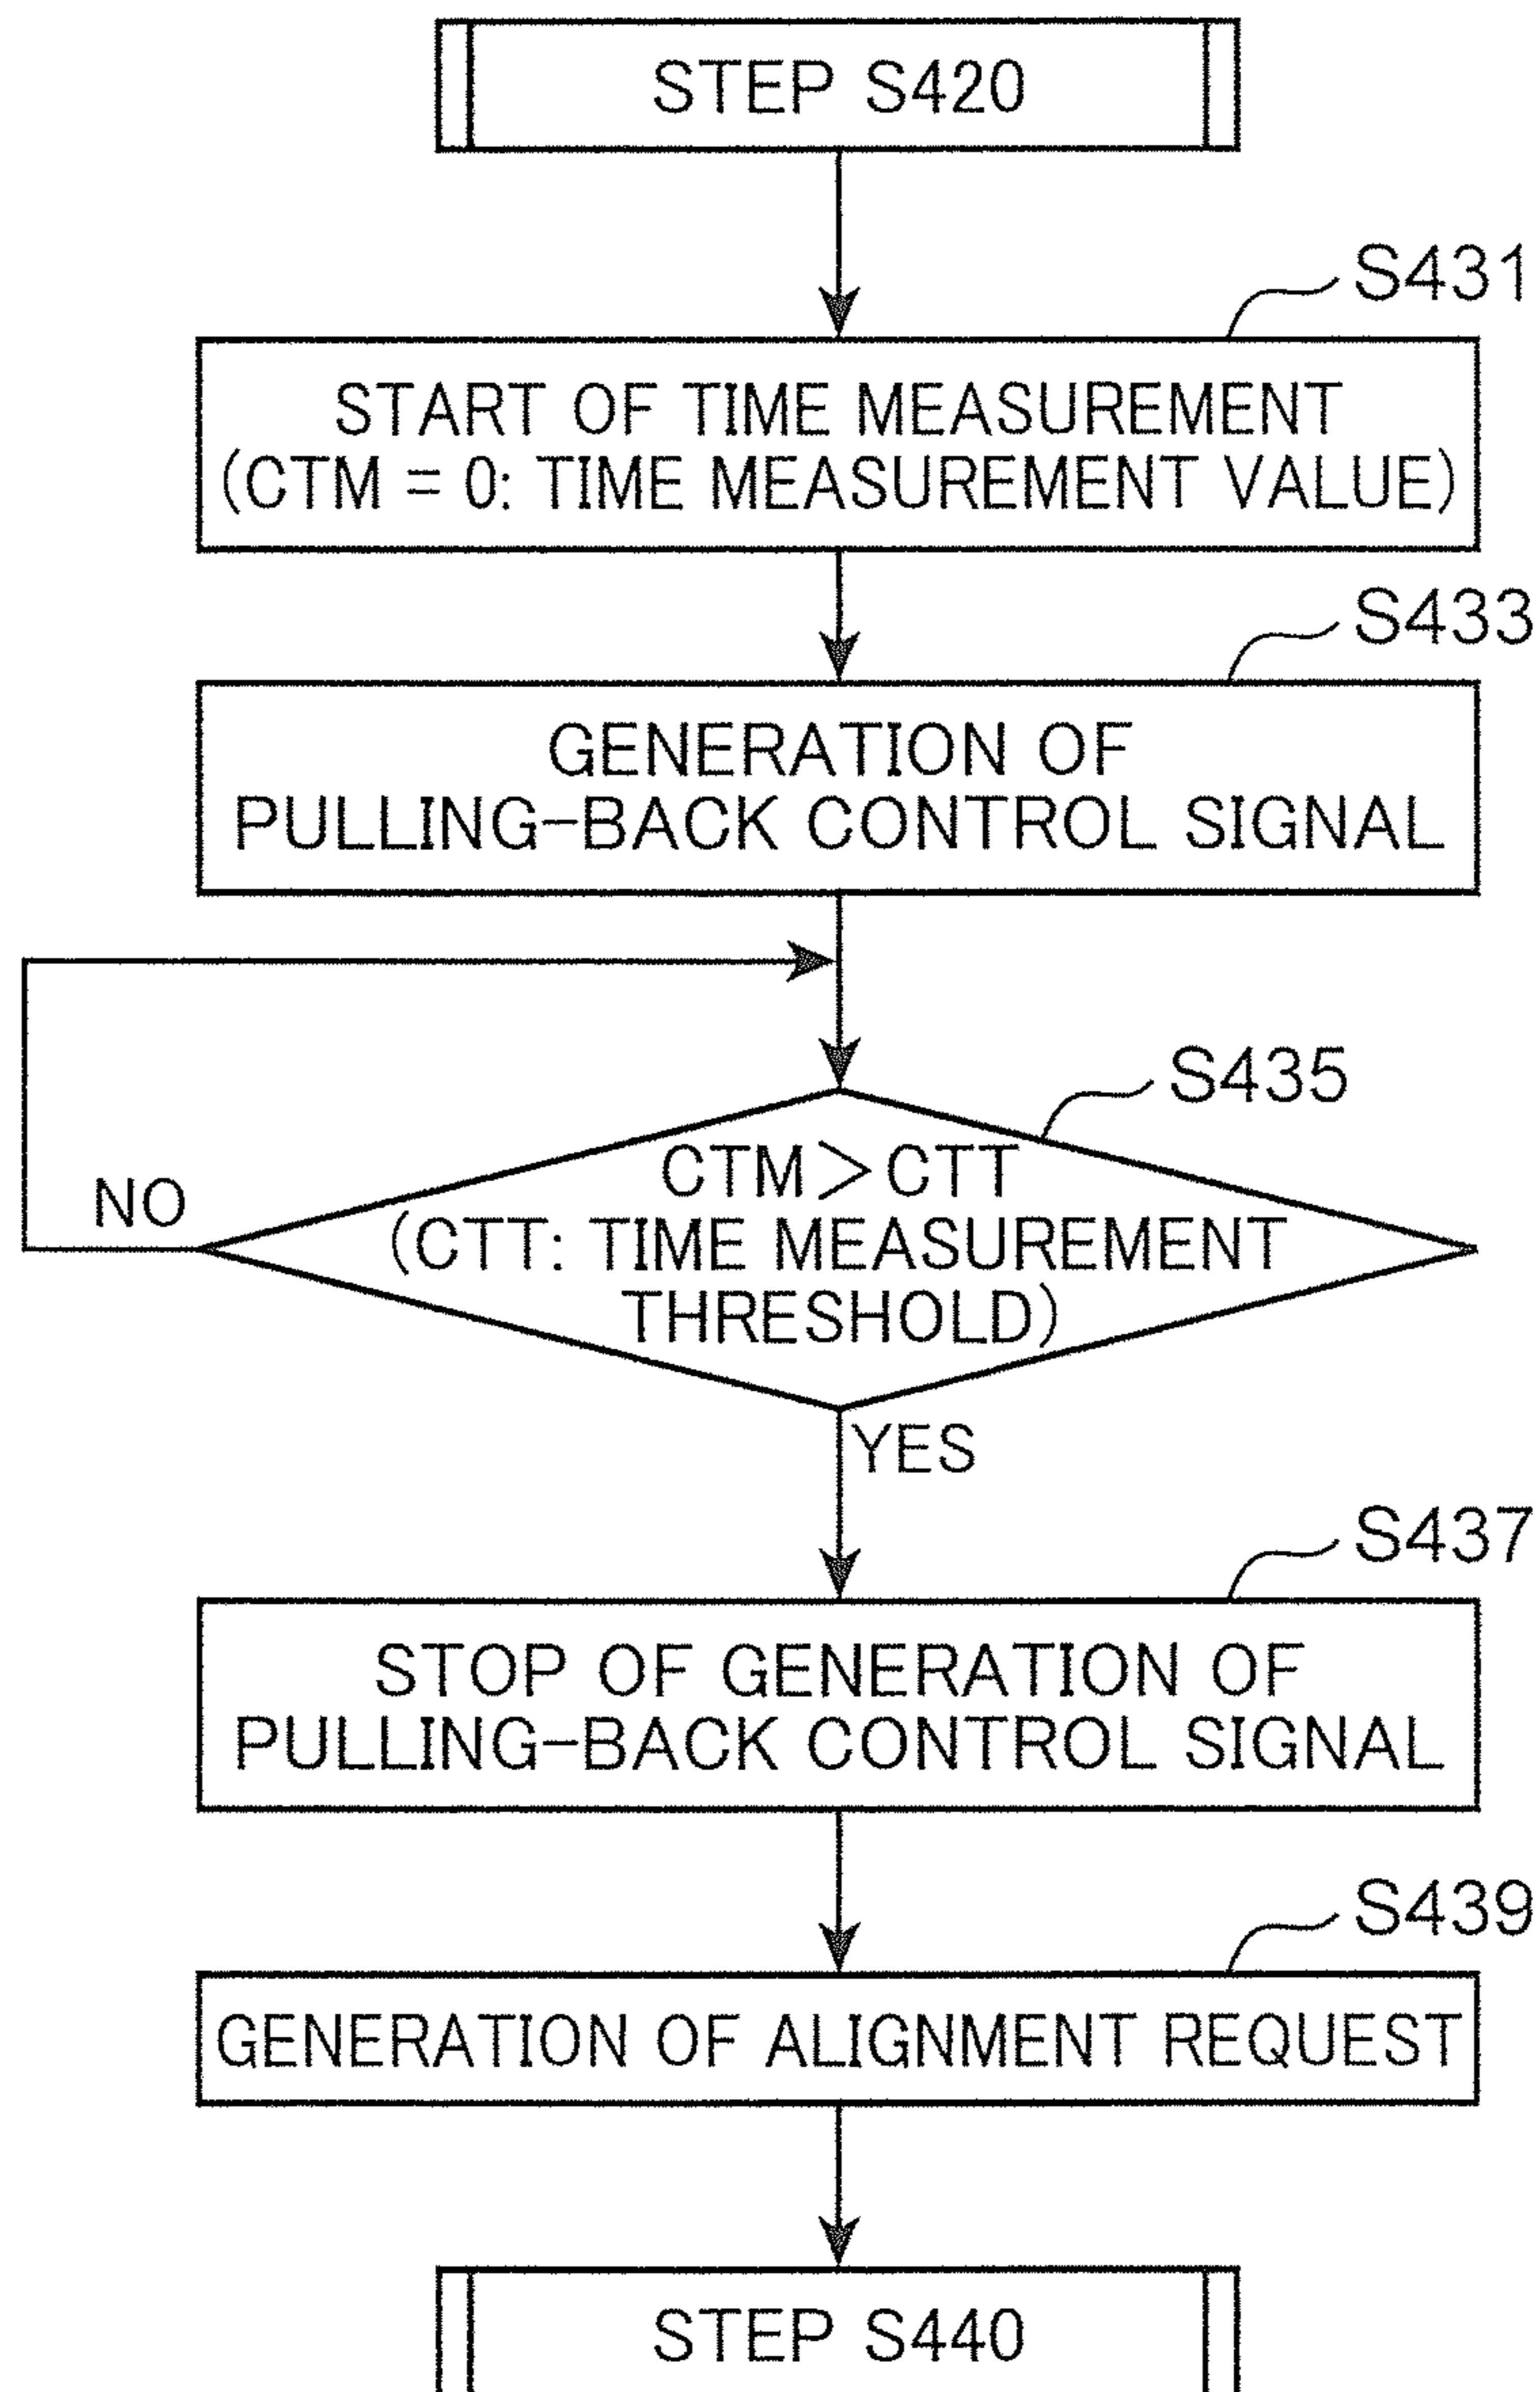 STEP S420
S431
START OF TIME MEASUREMENT
(CTM = 0: TIME MEASUREMENT VALUE)
S433
GENERATION OF
PULLING-BACK CONTROL SIGNAL
S435
CTM>CTT
(CTT: TIME MEASUREMENT
THRESHOLD)
NO
YES
S437
STOP OF GENERATION OF
PULLING-BACK CONTROL SIGNAL
S439
GENERATION OF ALIGNMENT REQUEST
STEP S440